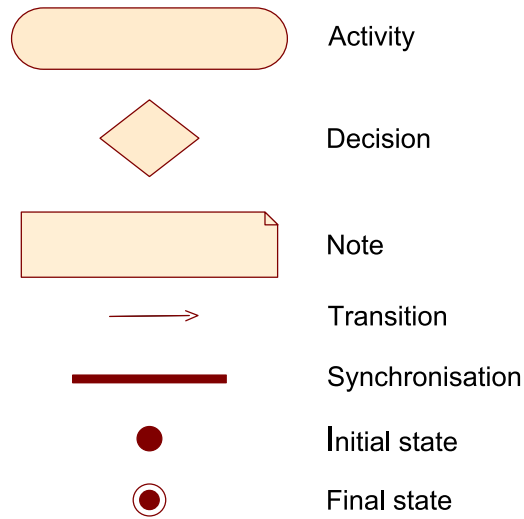 Activity
Decision
Note
Transition
Synchronisation
Initial state
Final state